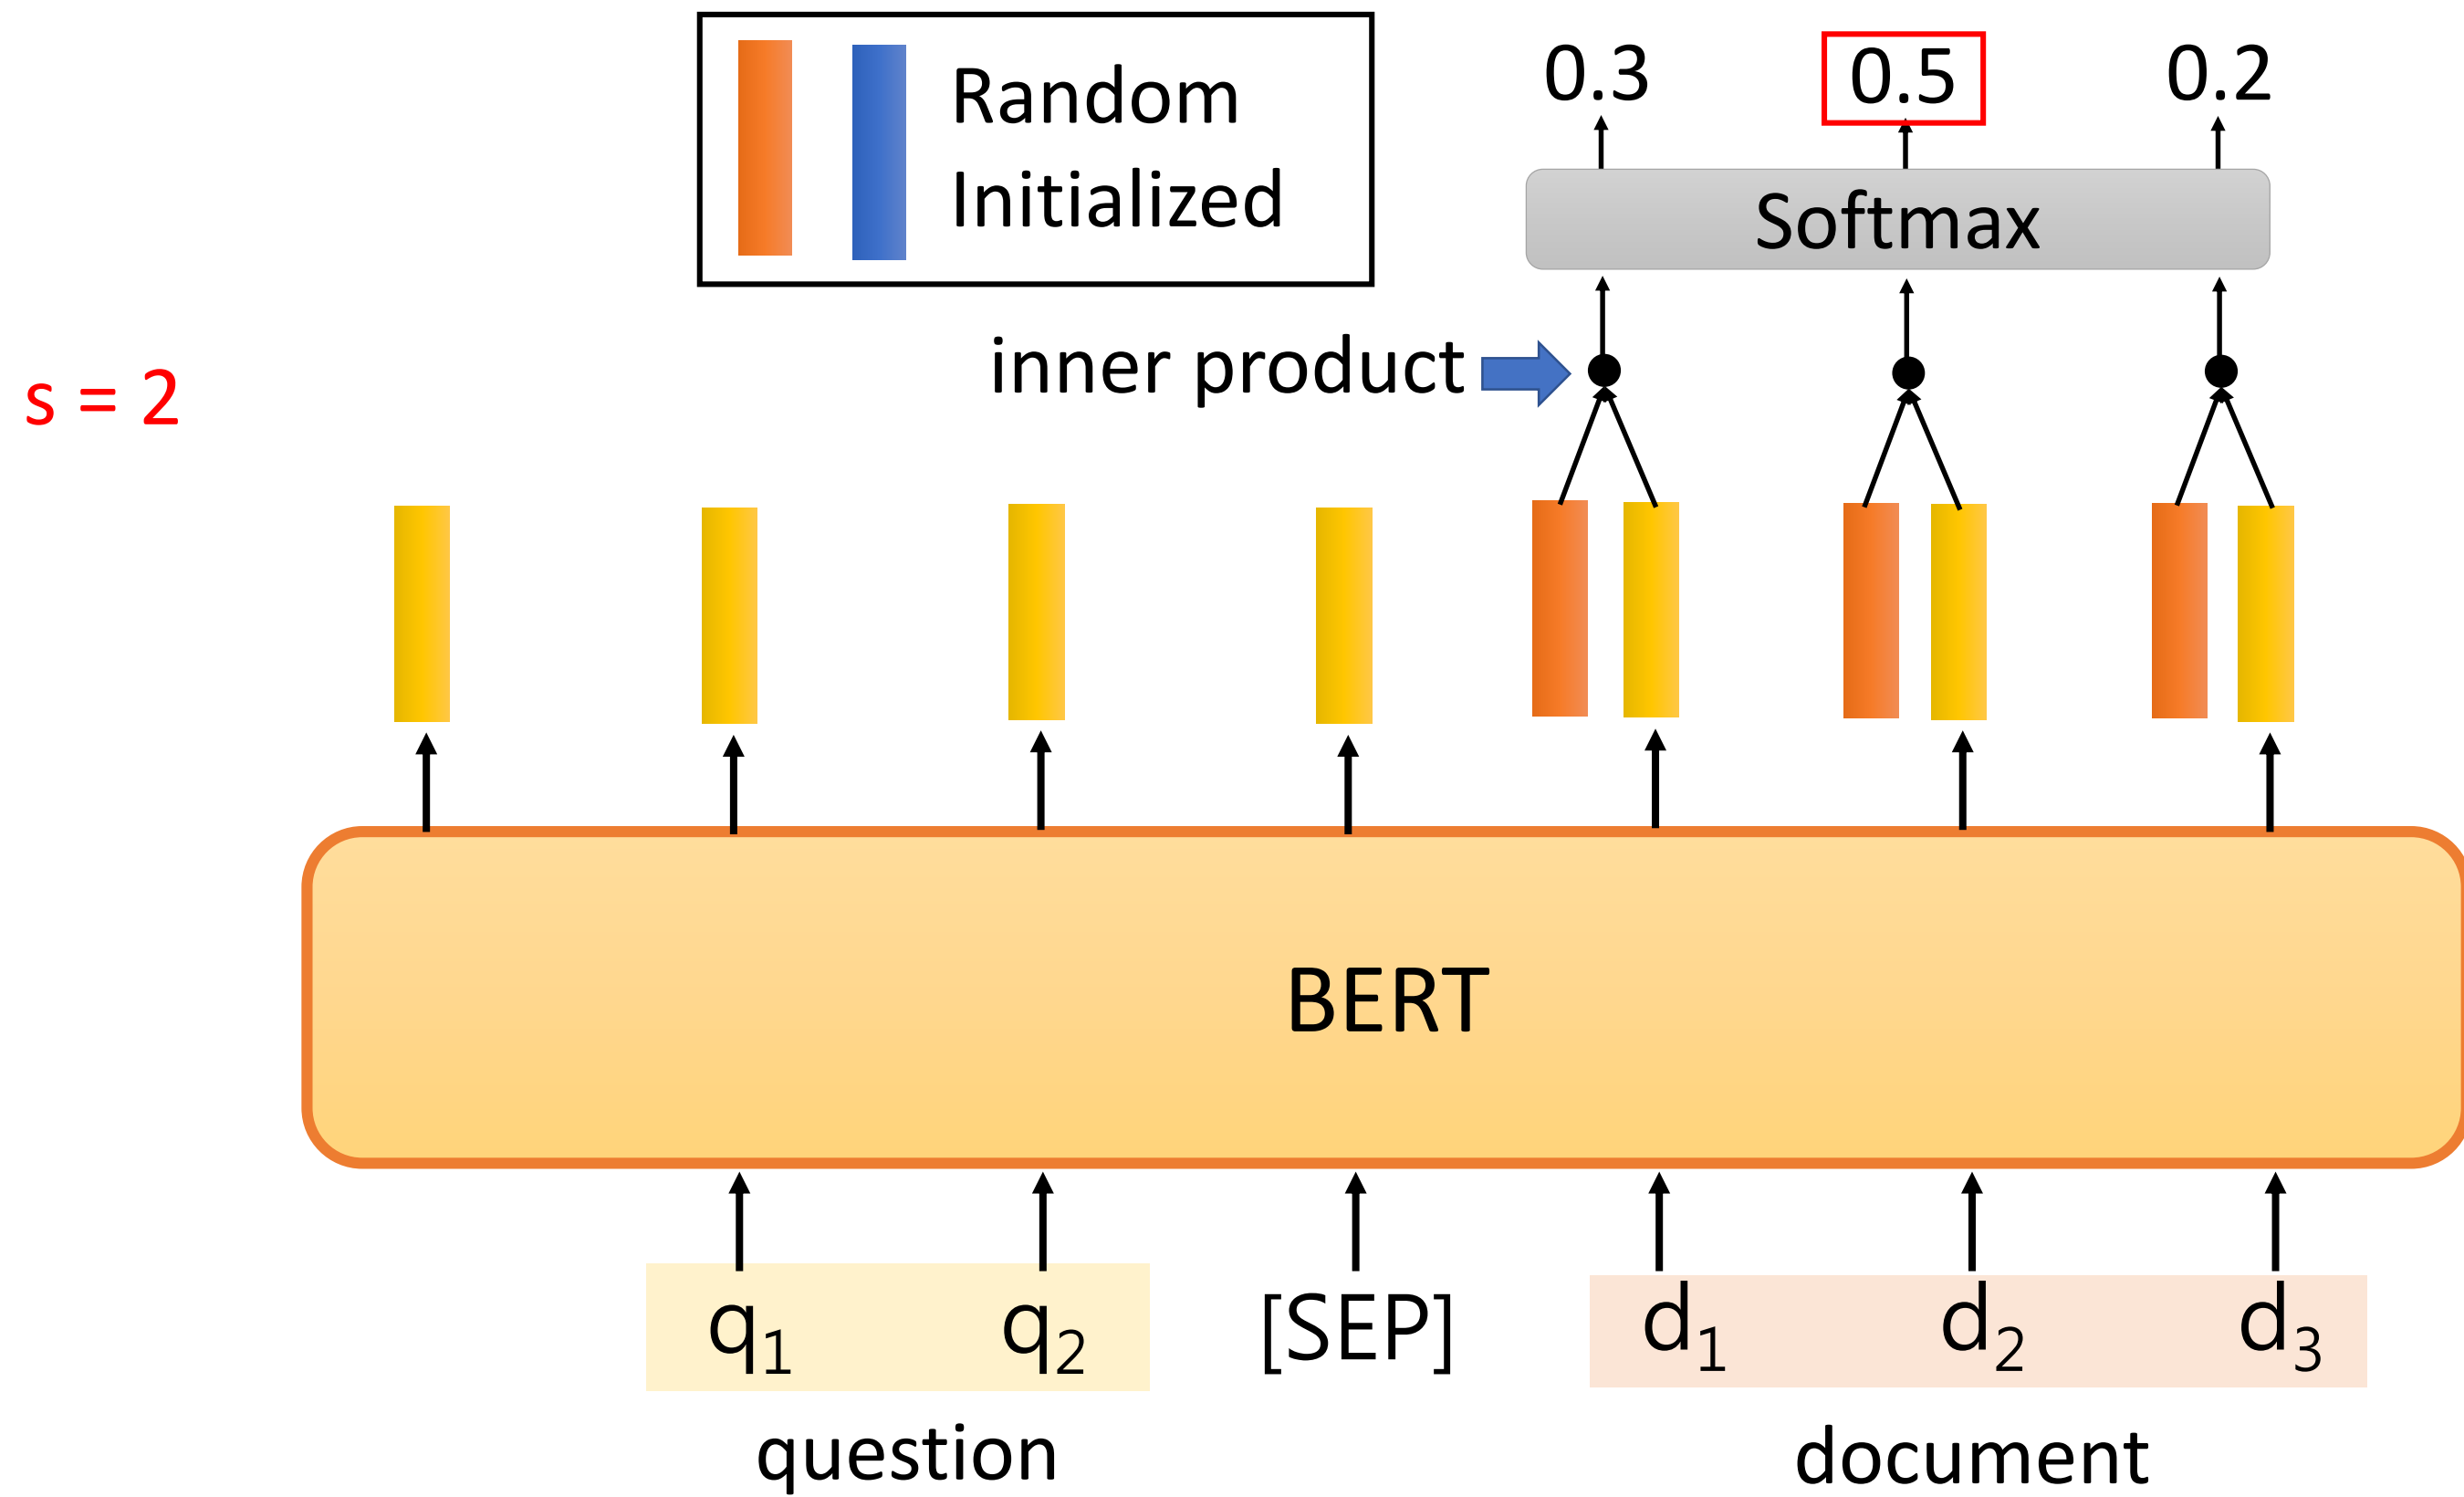 Random
Initialized
0.3 0.5 0.2
Softmax
inner product
s = 2
BERT
q1 q2 [SEP] d1 d2 d3
question document